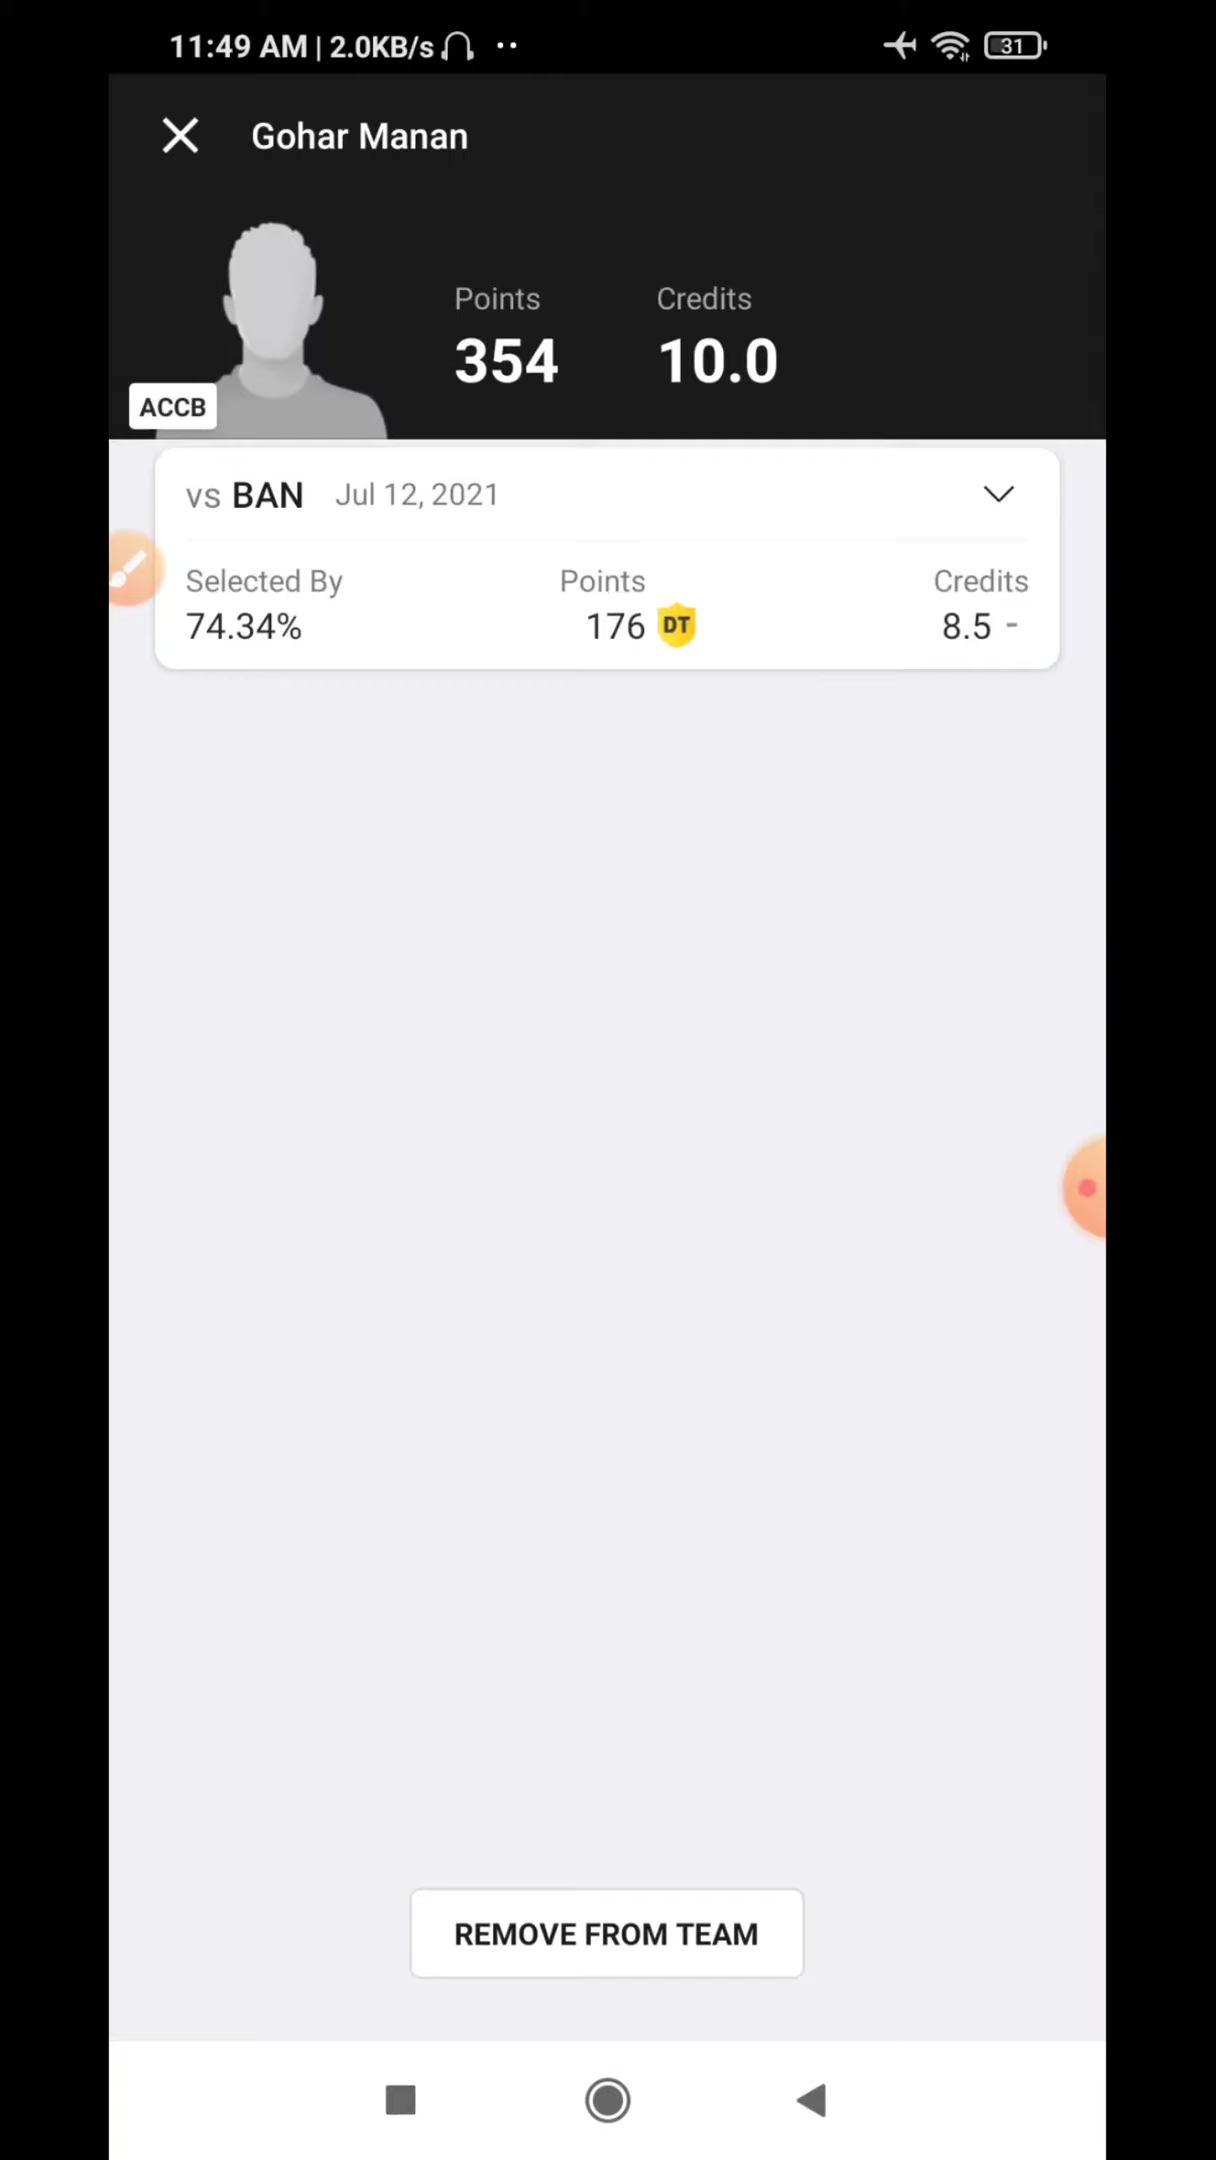 11:49 AM | 2.0KB/s 31
Gohar Manan
Points Credits
354 10.0
ACCB
vs BAN Jul 12, 2021
Selected By Points Credits
74.34% 176 DT 8.5 -
REMOVE FROM TEAM